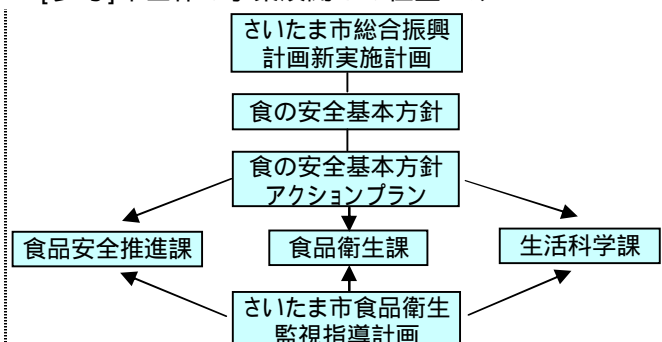 さいたま市総合振興
計画新実施計画
食の安全基本方針
食の安全基本方針
アクションプラン
食品安全推進課
食品衛生課
生活科学課
さいたま市食品衛生
監視指導計画